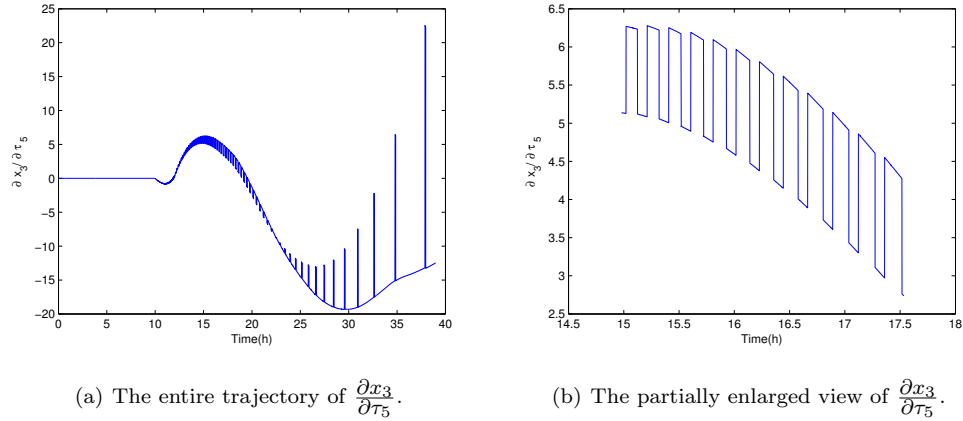 25
20
15
10
5
0
−5
−10
−15
−20
0 5 10 15 20 25 30 35 40
Time(h)
∂ x3/ ∂ τ5
6.5
6
5.5
5
4.5
4
3.5
3
2.5
14.5 15 15.5 16 16.5 17 17.5 18
Time(h)
∂ x3/ ∂ τ5
(a) The entire trajectory of ∂x3/∂τ5.
(b) The partially enlarged view of ∂x3/∂τ5.